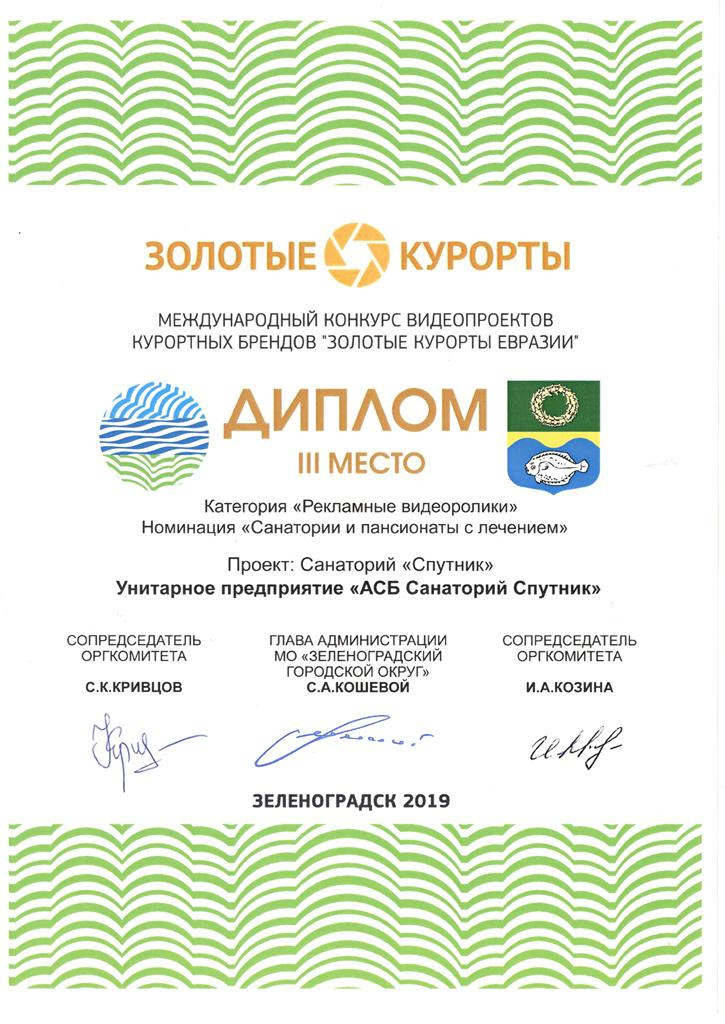 ЗОЛОТЫЕ КУРОРТЫ
МЕЖДУНАРОДНЫЙ КОНКУРС ВИДЕОПРОЕКТОВ
КУРОРТНЫХ БРЕНДОВ "ЗОЛОТЫЕ КУРОРТЫ ЕВРАЗИИ"
ДИПЛОМ
III МЕСТО
Категория «Рекламные видеоролики»
Номинация «Санатории и пансионаты с лечением»
Проект: Санаторий «Спутник»
Унитарное предприятие «АСБ Санаторий Спутник»
СОПРЕДСЕДАТЕЛЬ
ОРГКОМИТЕТА
С.К.КРИВЦОВ
ГЛАВА АДМИНИСТРАЦИИ
МО «ЗЕЛЕНОГРАДСКИЙ
ГОРОДСКОЙ ОКРУГ»
С.А.КОШЕВОЙ
СОПРЕДСЕДАТЕЛЬ
ОРГКОМИТЕТА
И.А.КОЗИНА
ЗЕЛЕНОГРАДСК 2019